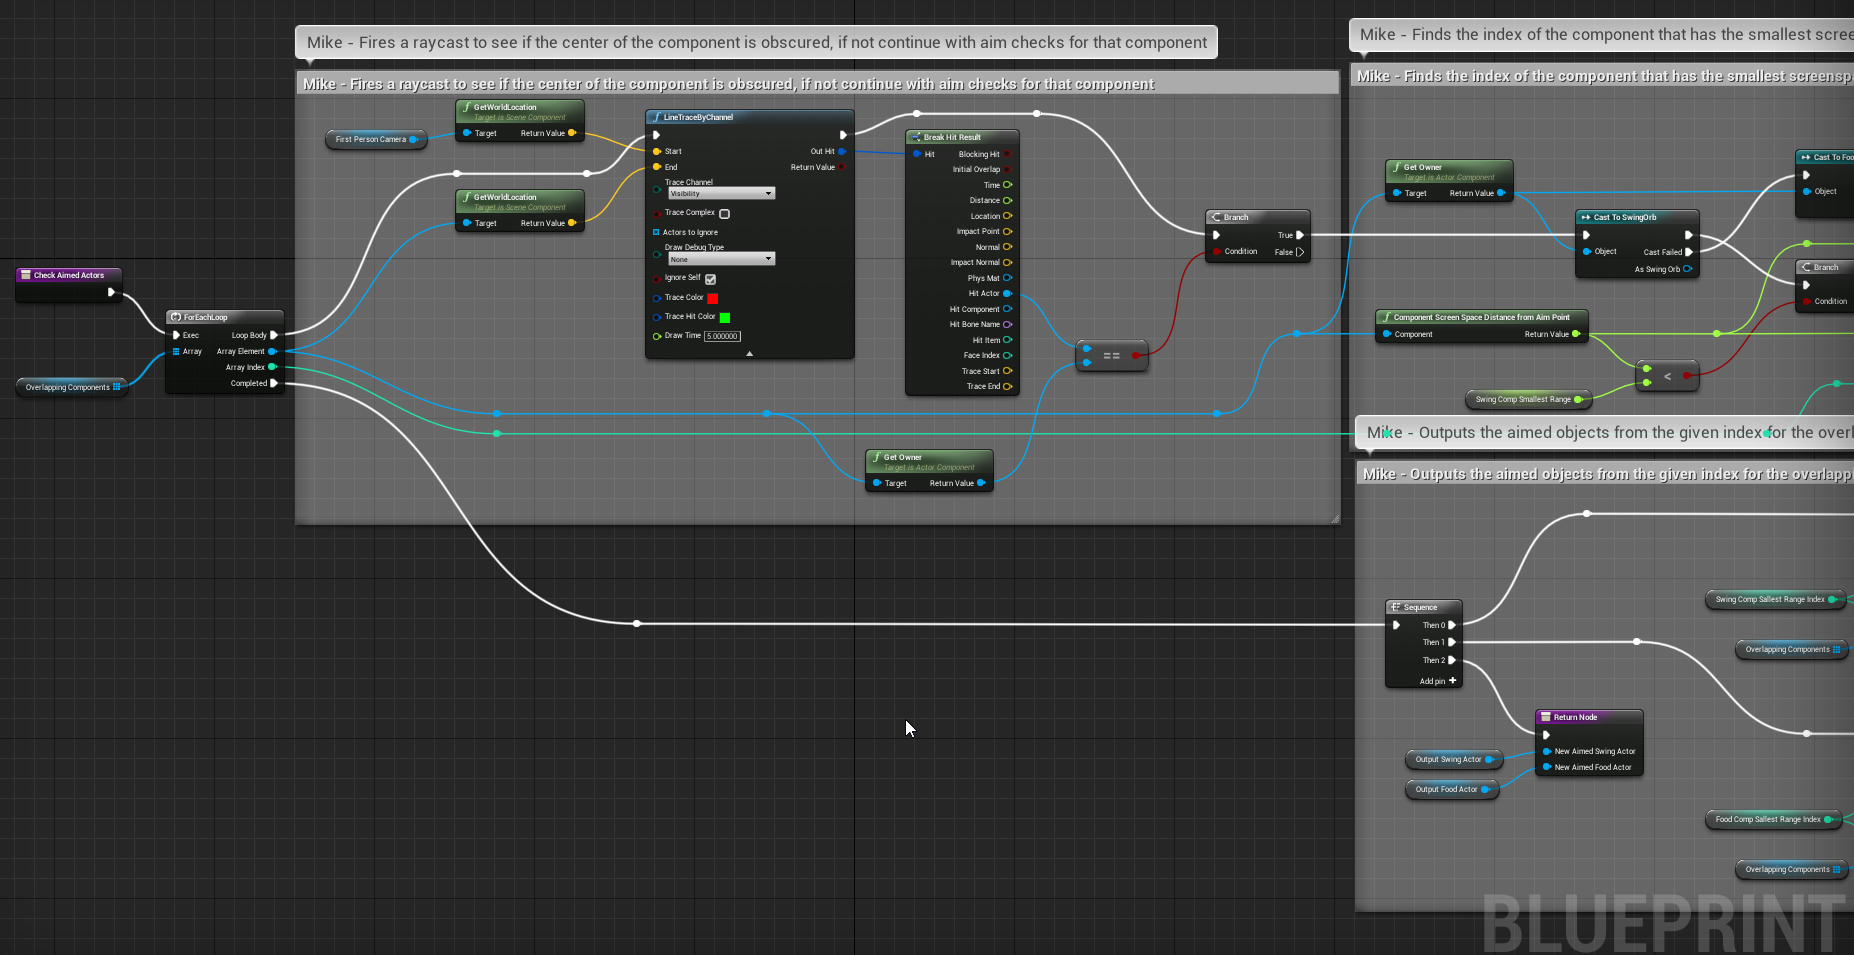 Mike - Fires a raycast to see if the center of the component is obscured, if not continue with aim checks for that component
Mike - Finds the index of the component that has the smallest scree
Mike - Fires a raycast to see if the center of the component is obscured, if not continue with aim checks for that component
Mike - Finds the index of the component that has the smallest screensp
GetWorldLocation
Target is Scene Component
Target Return Value
First Person Camera
GetWorldLocation
Target is Scene Component
Target Return Value
LineTraceByChannel
Start Out Hit
End Return Value
Trace Channel
Visibility
Trace Complex
Actors to Ignore
Draw Debug Type
None
Ignore Self
Trace Color
Trace Hit Color
Draw Time 5.000000
Break Hit Result
Hit Blocking Hit
Initial Overlap
Time
Distance
Location
Impact Point
Normal
Impact Normal
Phys Mat
Hit Actor
Hit Component
Hit Bone Name
Hit Item
Face Index
Trace Start
Trace End
==
Branch
True
Condition False
Get Owner
Target is Actor Component
Target Return Value
Cast To SwingOrb
Object Cast Failed
As Swing Orb
Cast To Foo
Object
Branch
Condition
Component Screen Space Distance from Aim Point
Component Return Value
<
Swing Comp Smallest Range
Check Aimed Actors
ForEachLoop
Exec Loop Body
Array Array Element
Array Index
Completed
Overlapping Components
Get Owner
Target is Actor Component
Target Return Value
Mike - Outputs the aimed objects from the given index for the overl
Mike - Outputs the aimed objects from the given index for the overlappi
Sequence
Then 0
Then 1
Then 2
Add pin +
Swing Comp Sallest Range Index
Overlapping Components
Return Node
New Aimed Swing Actor
New Aimed Food Actor
Output Swing Actor
Output Food Actor
Food Comp Sallest Range Index
Overlapping Components
BLUEPRINT